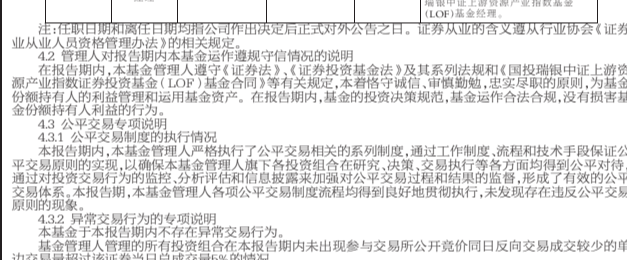 瑞银中证上游资源产业指数基金
(LOF)基金经理。
注:任职日期和离任日期均指公司作出决定后正式对外公告之日。证券从业的含义遵从行业协会《证券
业从业人员资格管理办法》的相关规定。
4.2 管理人对报告期内本基金运作遵规守信情况的说明
在报告期内,本基金管理人遵守《证券法》、《证券投资基金法》及其系列法规和《国投瑞银中证上游资
源产业指数证券投资基金(LOF)基金合同》等有关规定,本着恪守诚信、审慎勤勉,忠实尽职的原则,为基金
份额持有人的利益管理和运用基金资产。在报告期内,基金的投资决策规范,基金运作合法合规,没有损害基
金份额持有人利益的行为。
4.3 公平交易专项说明
4.3.1 公平交易制度的执行情况
本报告期内,本基金管理人严格执行了公平交易相关的系列制度,通过工作制度、流程和技术手段保证公
平交易原则的实现,以确保本基金管理人旗下各投资组合在研究、决策、交易执行等各方面均得到公平对待,
通过对投资交易行为的监控、分析评估和信息披露来加强对公平交易过程和结果的监督,形成了有效的公平
交易体系。本报告期,本基金管理人各项公平交易制度流程均得到良好地贯彻执行,未发现存在违反公平交易
原则的现象。
4.3.2 异常交易行为的专项说明
本基金于本报告期内不存在异常交易行为。
基金管理人管理的所有投资组合在本报告期内未出现参与交易所公开竞价同日反向交易成交较少的单
边交易量超过该证券当日总成交量5%的情况。